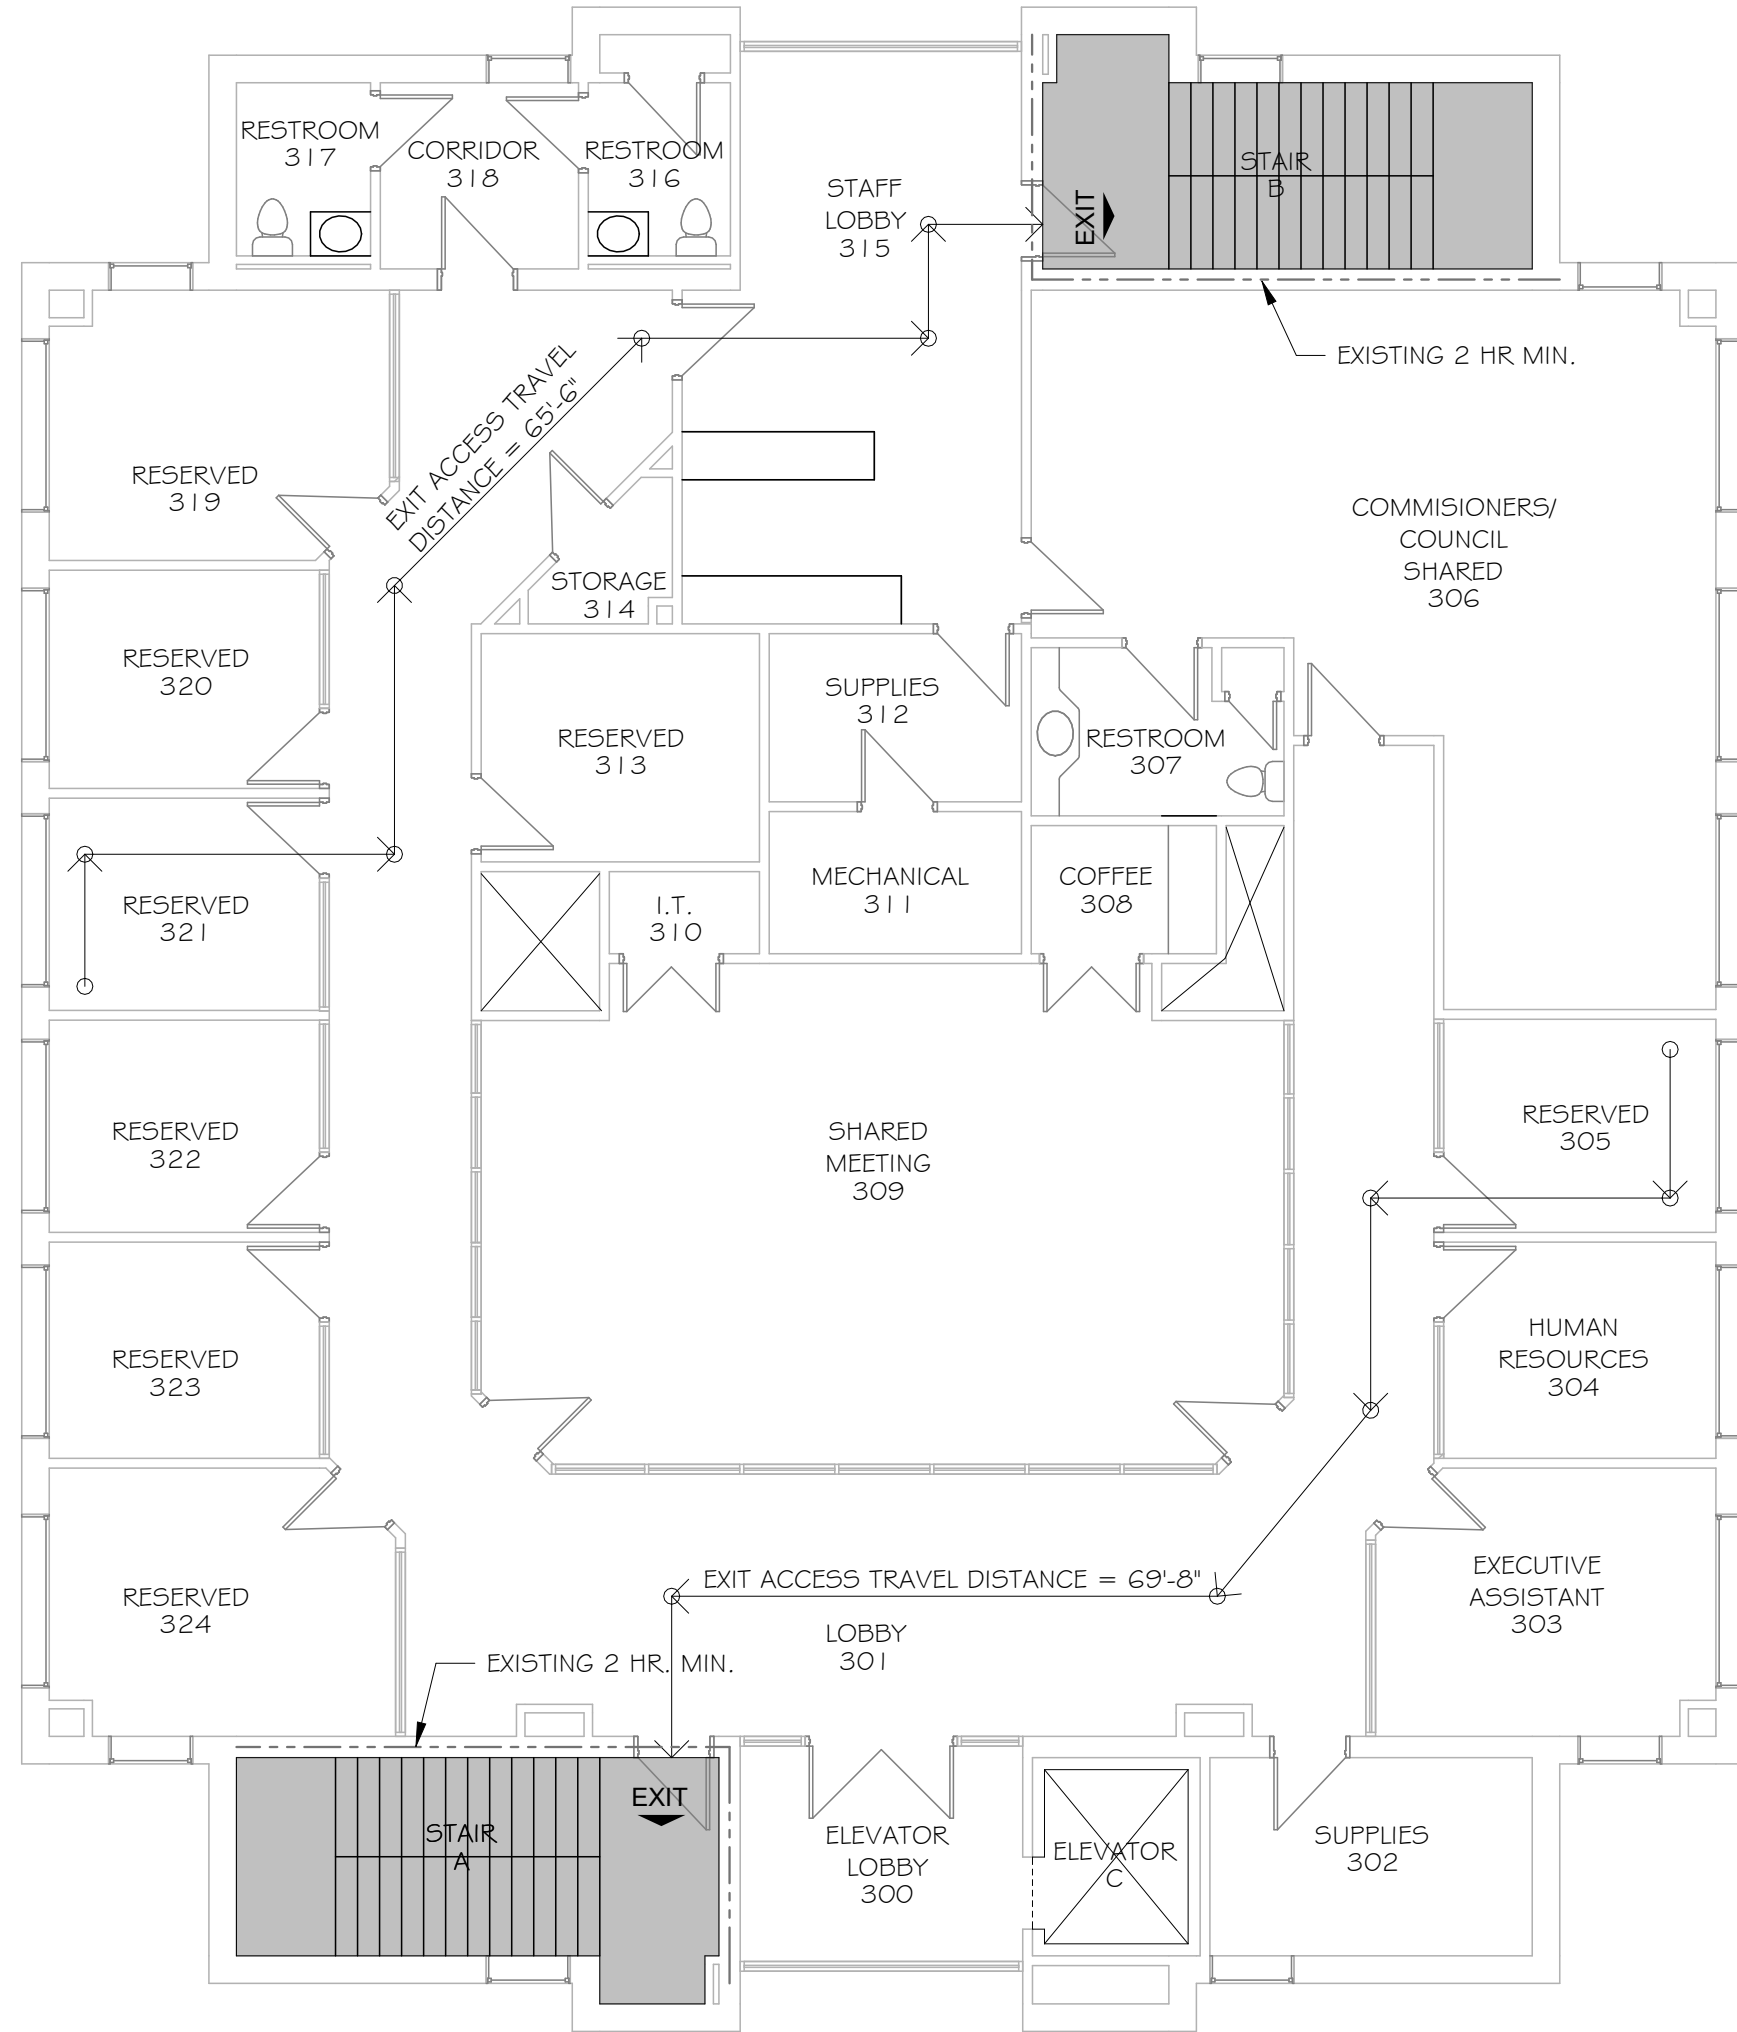 RESTROOM
317
CORRIDOR
318
RESTROOM
316
STAFF
LOBBY
315
EXIT
STAIR
B
EXISTING 2 HR MIN.
RESERVED
319
EXIT ACCESS TRAVEL
DISTANCE = 65'-6"
COMMISIONERS/
COUNCIL
SHARED
306
STORAGE
314
RESERVED
320
RESERVED
313
SUPPLIES
312
RESTROOM
307
RESERVED
321
I.T.
310
MECHANICAL
311
COFFEE
308
RESERVED
322
SHARED
MEETING
309
RESERVED
305
RESERVED
323
HUMAN
RESOURCES
304
RESERVED
324
EXIT ACCESS TRAVEL DISTANCE = 69'-8"
EXECUTIVE
ASSISTANT
303
LOBBY
301
EXISTING 2 HR. MIN.
EXIT
STAIR
A
ELEVATOR
LOBBY
300
ELEVATOR
C
SUPPLIES
302